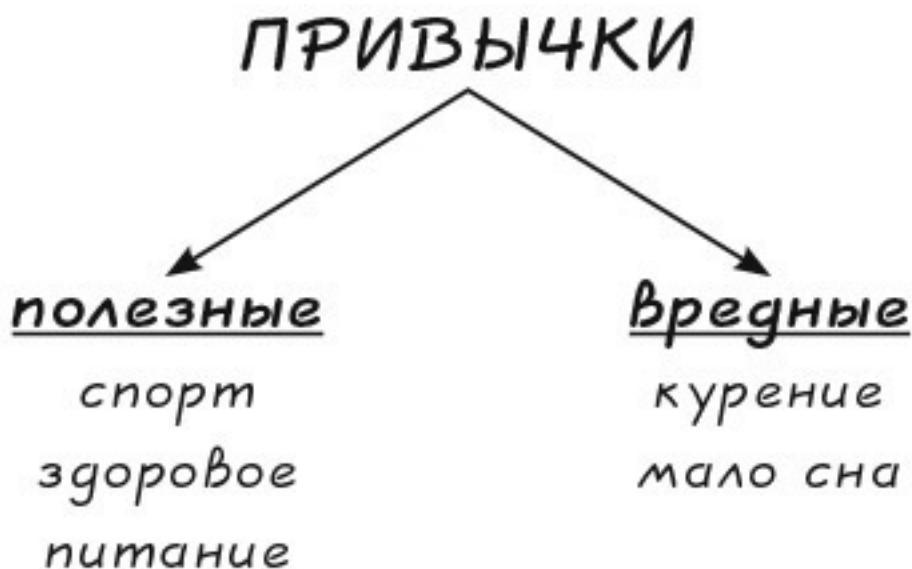 ПРИВЫЧКИ
полезные
спорт
здоровое
питание
вредные
курение
мало сна